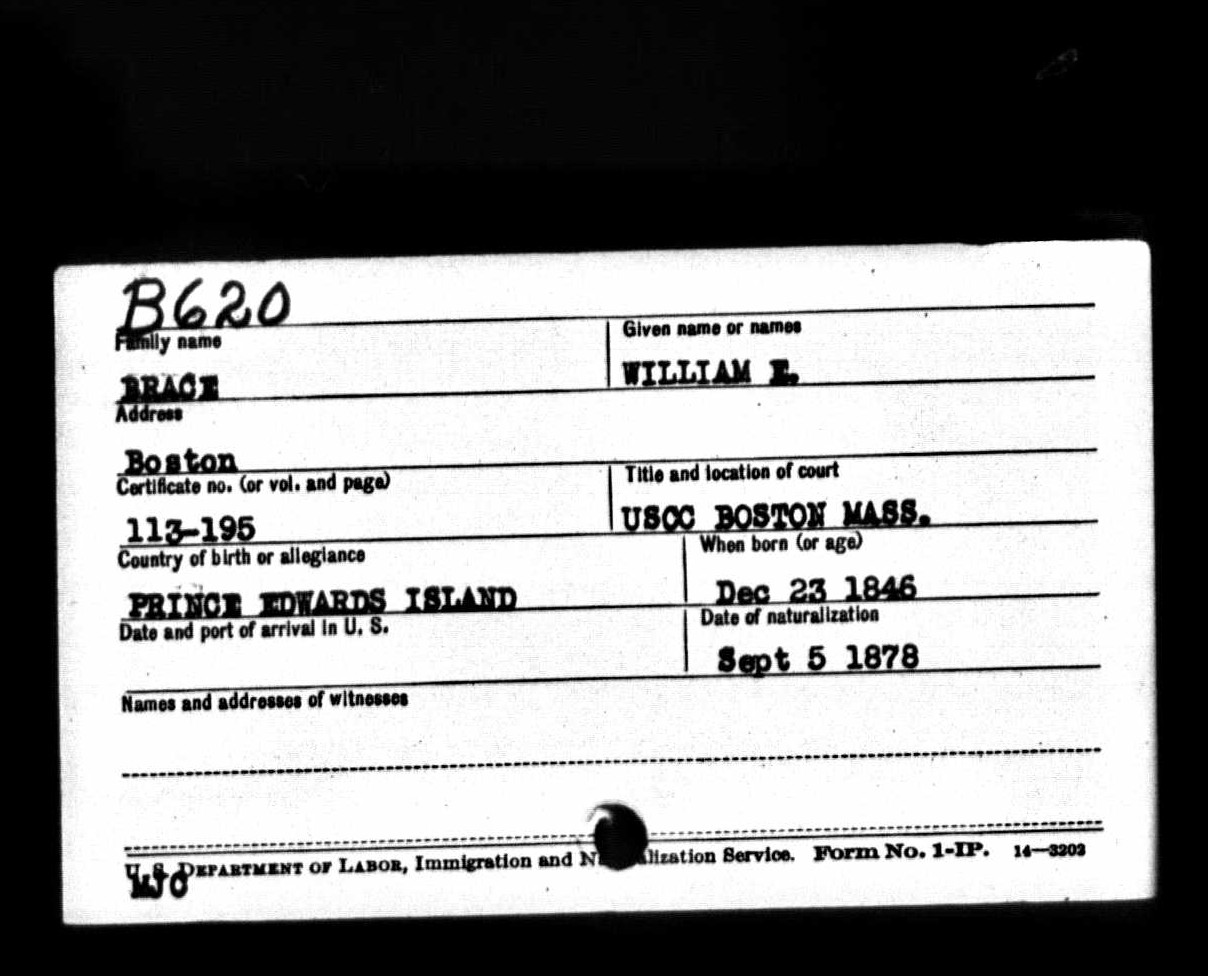 B620
Family name
Given name or names
BRACE
WILLIAM E.
Address
Boston
Certificate no. (or vol. and page)
Title and location of court
113-195
USCC BOSTON MASS.
Country of birth or allegiance
When born (or age)
PRINCE EDWARDS ISLAND
Dec 23 1846
Date and port of arrival in U. S.
Date of naturalization
Sept 5 1878
Names and addresses of witnesses
U. S. DEPARTMENT OF LABOR, Immigration and Naturalization Service. Form No. 1-IP. 14—3202
MJC